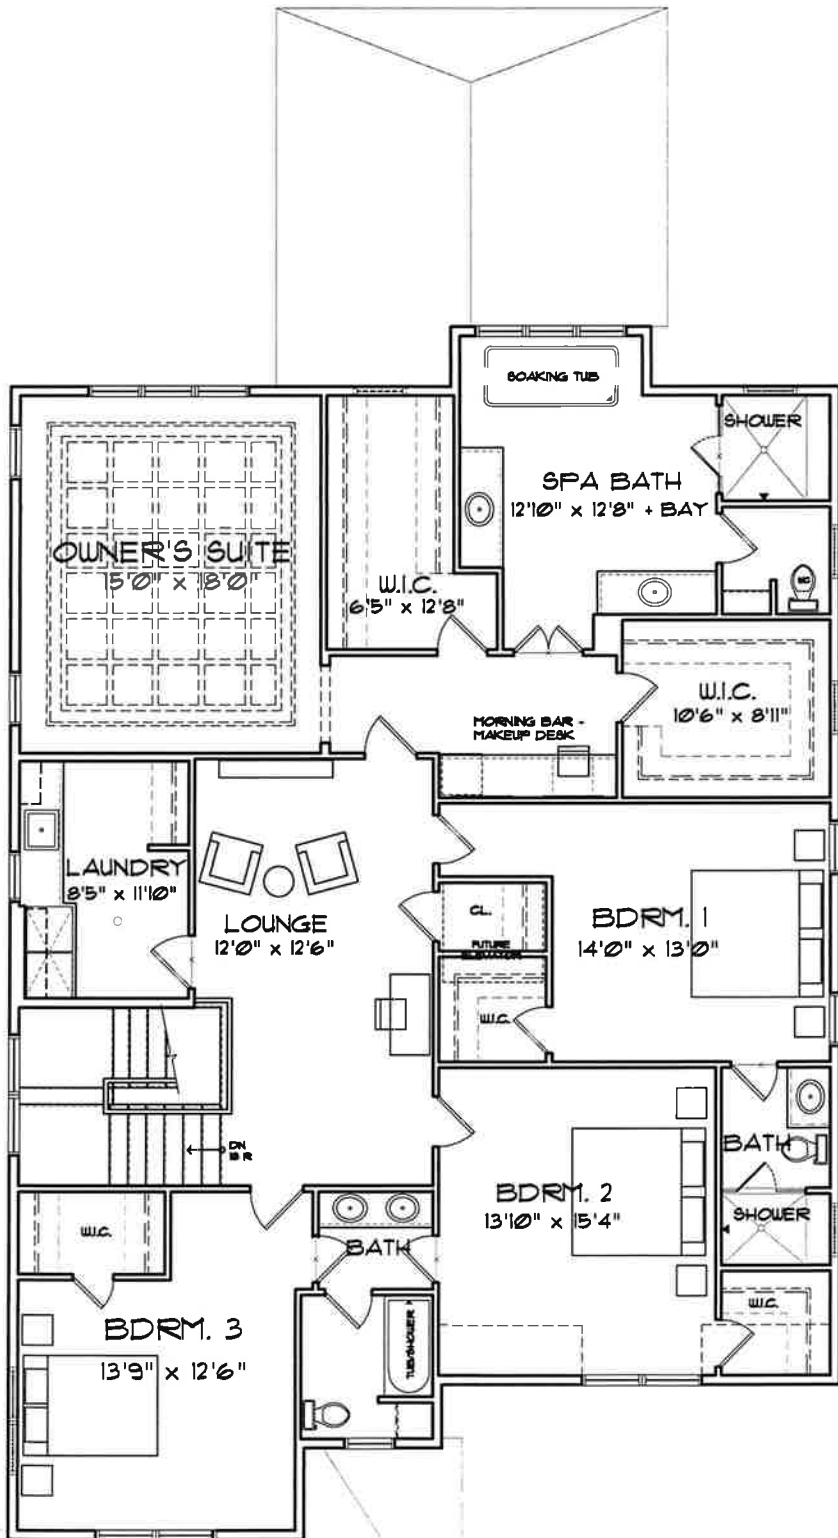 SOAKING TUB
SHOWER
SPA BATH
12'10" x 12'8" + BAY
OWNER'S SUITE
15'0" x 18'0"
W.I.C.
6'5" x 12'8"
W.I.C.
10'6" x 8'11"
MORNING BAR -
MAKEUP DESK
LAUNDRY
8'5" x 11'10"
LOUNGE
12'0" x 12'6"
CL.
FUTURE
ELEVATOR
BDRM. 1
14'0" x 13'0"
W.I.C.
DN
18 R
BATH
SHOWER
BDRM. 2
13'10" x 15'4"
W.I.C.
BATH
W.I.C.
TUB/SHOWER
BDRM. 3
13'9" x 12'6"